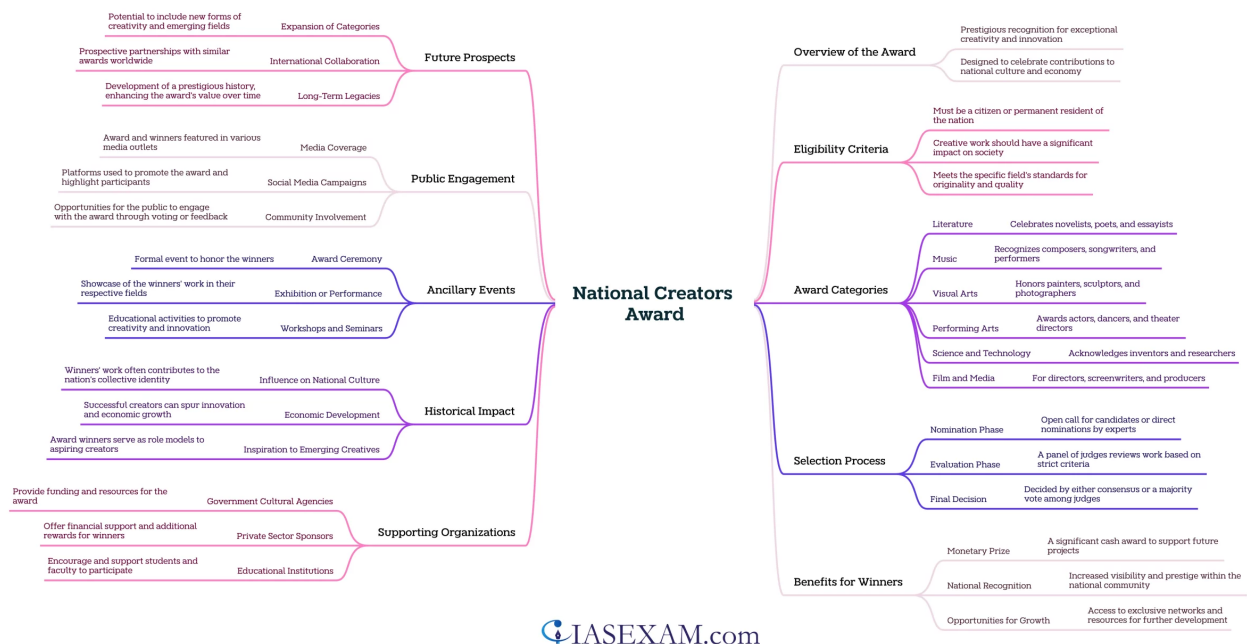 National Creators
Award
Overview of the Award
Prestigious recognition for exceptional
creativity and innovation
Designed to celebrate contributions to
national culture and economy
Eligibility Criteria
Must be a citizen or permanent resident of
the nation
Creative work should have a significant
impact on society
Meets the specific field's standards for
originality and quality
Award Categories
Literature
Celebrates novelists, poets, and essayists
Music
Recognizes composers, songwriters, and
performers
Visual Arts
Honors painters, sculptors, and
photographers
Performing Arts
Awards actors, dancers, and theater
directors
Science and Technology
Acknowledges inventors and researchers
Film and Media
For directors, screenwriters, and producers
Selection Process
Nomination Phase
Open call for candidates or direct
nominations by experts
Evaluation Phase
A panel of judges reviews work based on
strict criteria
Final Decision
Decided by either consensus or a majority
vote among judges
Benefits for Winners
Monetary Prize
A significant cash award to support future
projects
National Recognition
Increased visibility and prestige within the
national community
Opportunities for Growth
Access to exclusive networks and
resources for further development
Future Prospects
Expansion of Categories
Potential to include new forms of
creativity and emerging fields
International Collaboration
Prospective partnerships with similar
awards worldwide
Long-Term Legacies
Development of a prestigious history,
enhancing the award's value over time
Public Engagement
Media Coverage
Award and winners featured in various
media outlets
Social Media Campaigns
Platforms used to promote the award and
highlight participants
Community Involvement
Opportunities for the public to engage
with the award through voting or feedback
Ancillary Events
Award Ceremony
Formal event to honor the winners
Exhibition or Performance
Showcase of the winners' work in their
respective fields
Workshops and Seminars
Educational activities to promote
creativity and innovation
Historical Impact
Influence on National Culture
Winners' work often contributes to the
nation's collective identity
Economic Development
Successful creators can spur innovation
and economic growth
Inspiration to Emerging Creatives
Award winners serve as role models to
aspiring creators
Supporting Organizations
Government Cultural Agencies
Provide funding and resources for the
award
Private Sector Sponsors
Offer financial support and additional
rewards for winners
Educational Institutions
Encourage and support students and
faculty to participate
IASEXAM.com